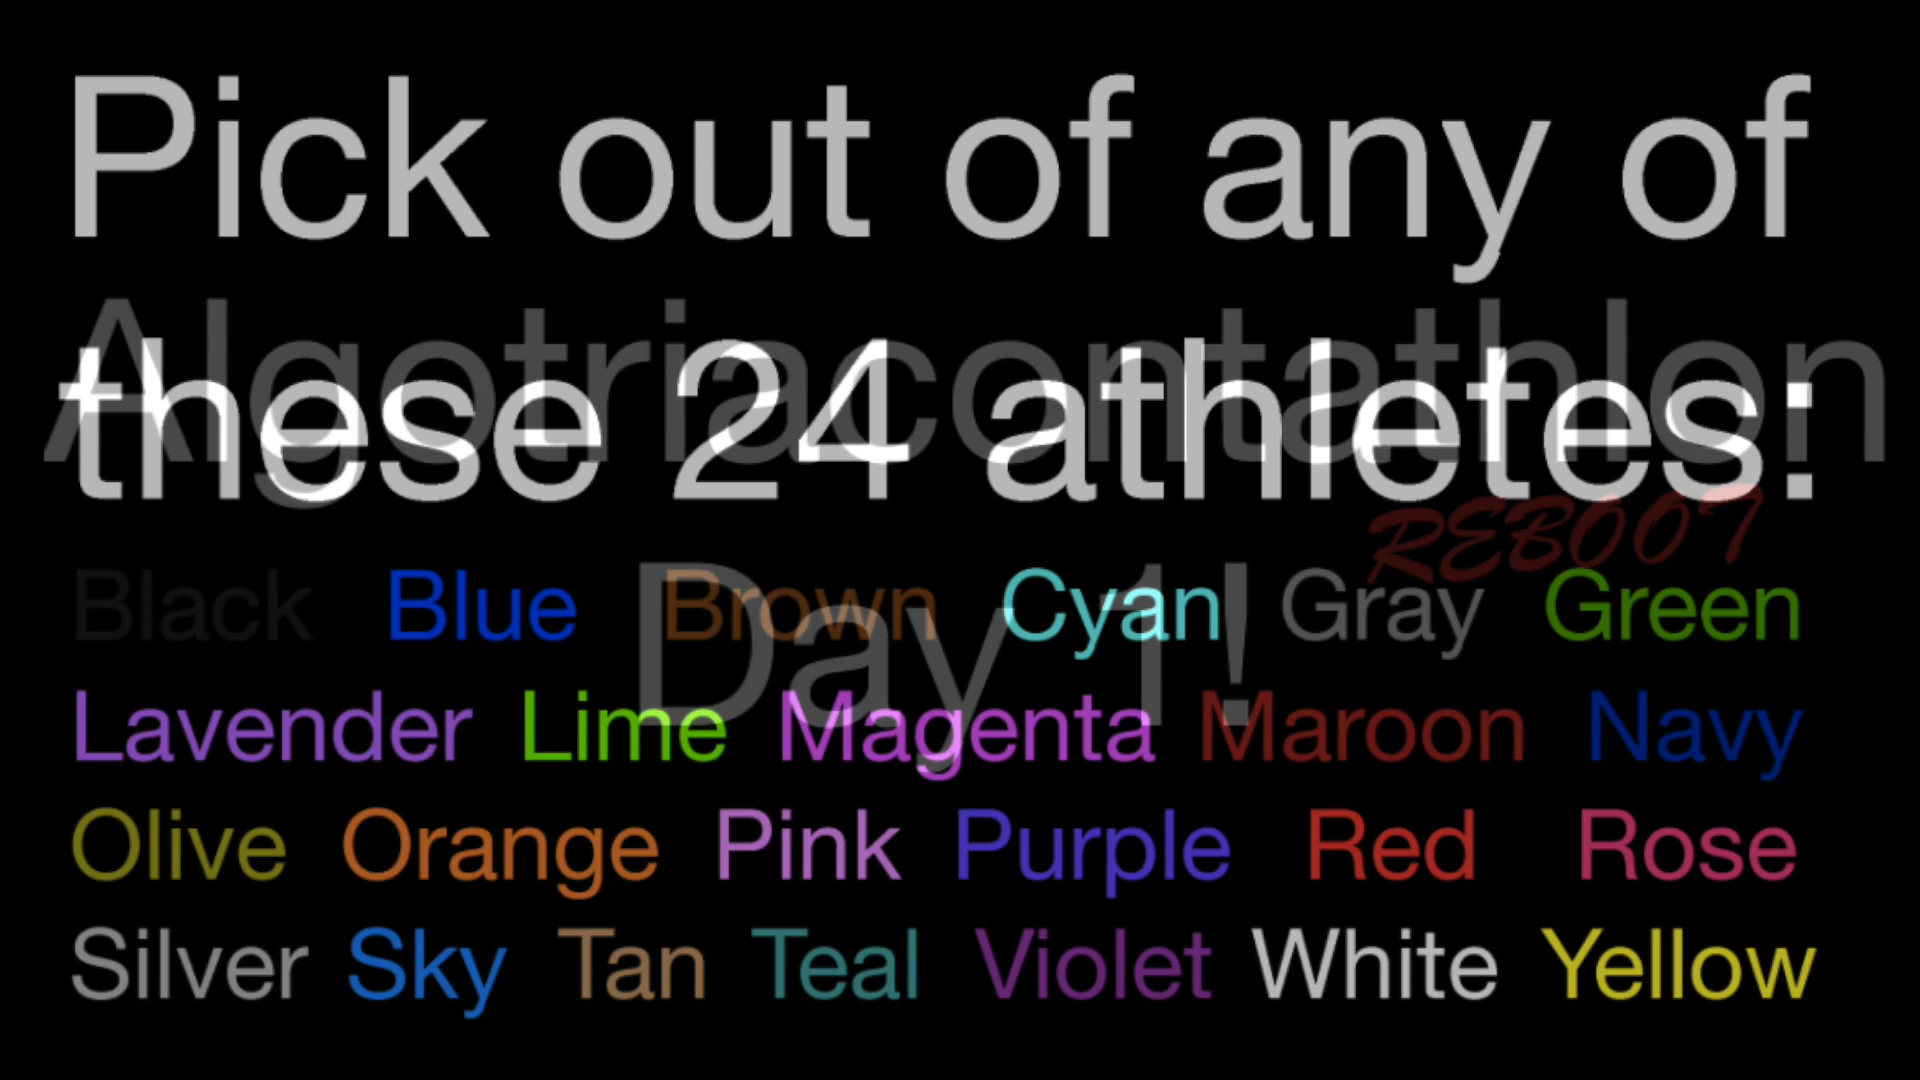 Pick out of any of
Algotriacontathlon
these 24 athletes:
REBOOT
Day 1!
Black Blue Brown Cyan Gray Green
Lavender Lime Magenta Maroon Navy
Olive Orange Pink Purple Red Rose
Silver Sky Tan Teal Violet White Yellow